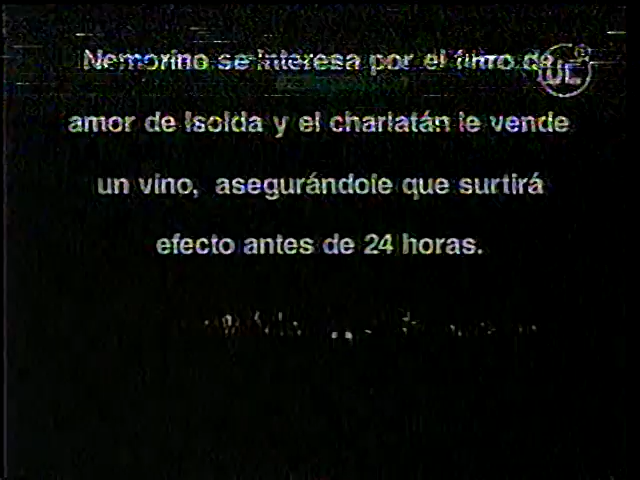 Nemorino se interesa por el filtro de
UC
amor de Isolda y el charlatán le vende
un vino, asegurándole que surtirá
efecto antes de 24 horas.